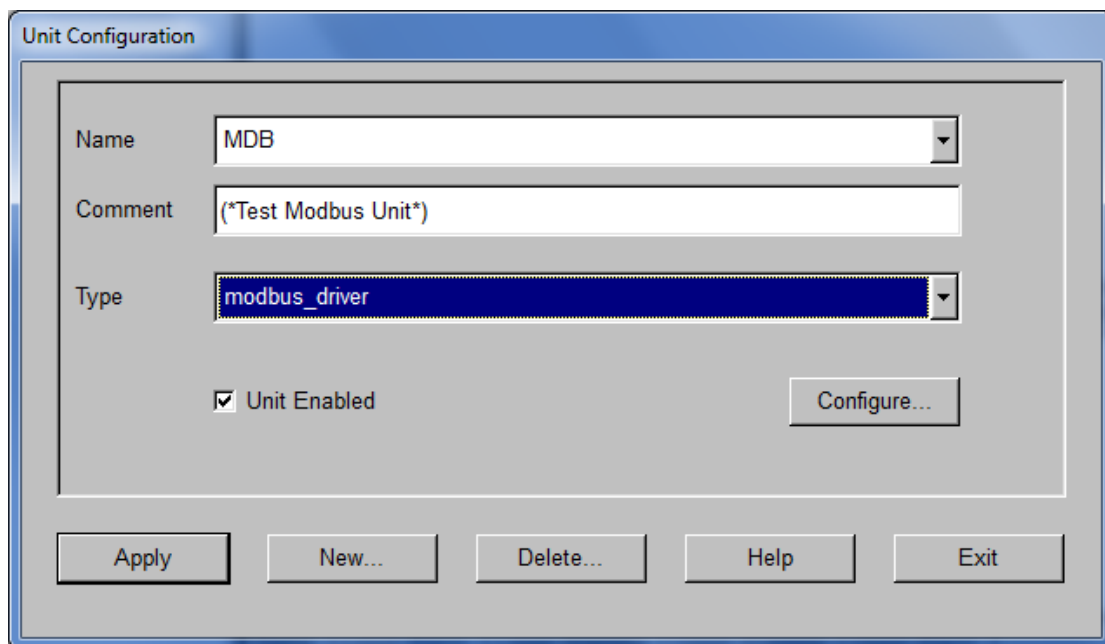 Unit Configuration
Name MDB
Comment (*Test Modbus Unit*)
Type modbus_driver
Unit Enabled Configure...
Apply New... Delete... Help Exit